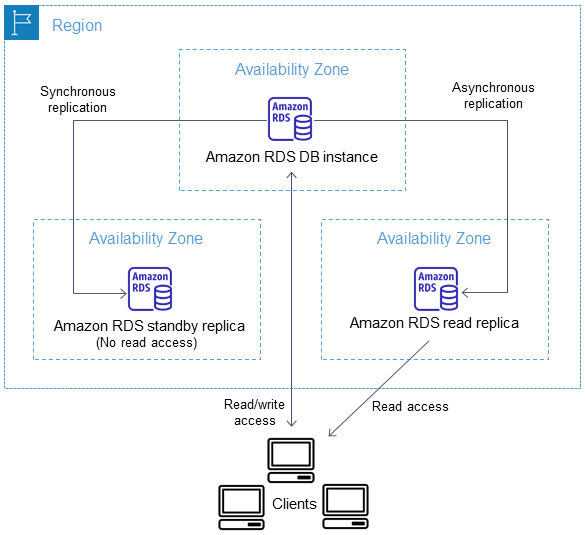 Region
Availability Zone
Synchronous
replication
Asynchronous
replication
Amazon
RDS
Amazon RDS DB instance
Availability Zone
Amazon
RDS
Amazon RDS standby replica
(No read access)
Availability Zone
Amazon
RDS
Amazon RDS read replica
Read/write
access
Read access
Clients